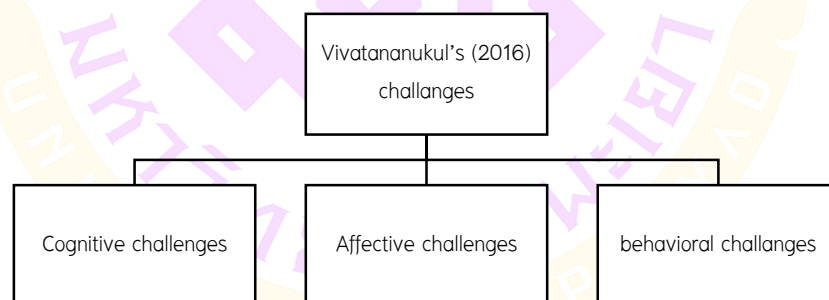 Vivatananukul's (2016)
challanges
Cognitive challenges
Affective challenges
behavioral challanges